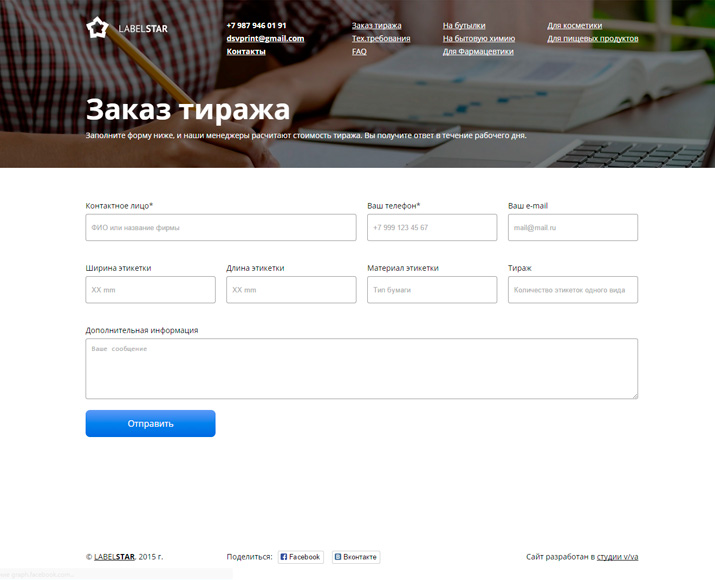 LABELSTAR
+7 987 946 01 91
dsvprint@gmail.com
Контакты
Заказ тиража
Тех.требования
FAQ
На бутылки
На бытовую химию
Для Фармацевтики
Для косметики
Для пищевых продуктов
Заказ тиража
Заполните форму ниже, и наши менеджеры расчитают стоимость тиража. Вы получите ответ в течение рабочего дня.
Контактное лицо*
Ваш телефон*
Ваш e-mail
ФИО или название фирмы
+7 999 123 45 67
mail@mail.ru
Ширина этикетки
Длина этикетки
Материал этикетки
Тираж
XX mm
XX mm
Тип бумаги
Количество этикеток одного вида
Дополнительная информация
Ваше сообщение
Отправить
© LABELSTAR, 2015 г.
Поделиться:
Facebook
Вконтакте
Сайт разработан в студии v/va